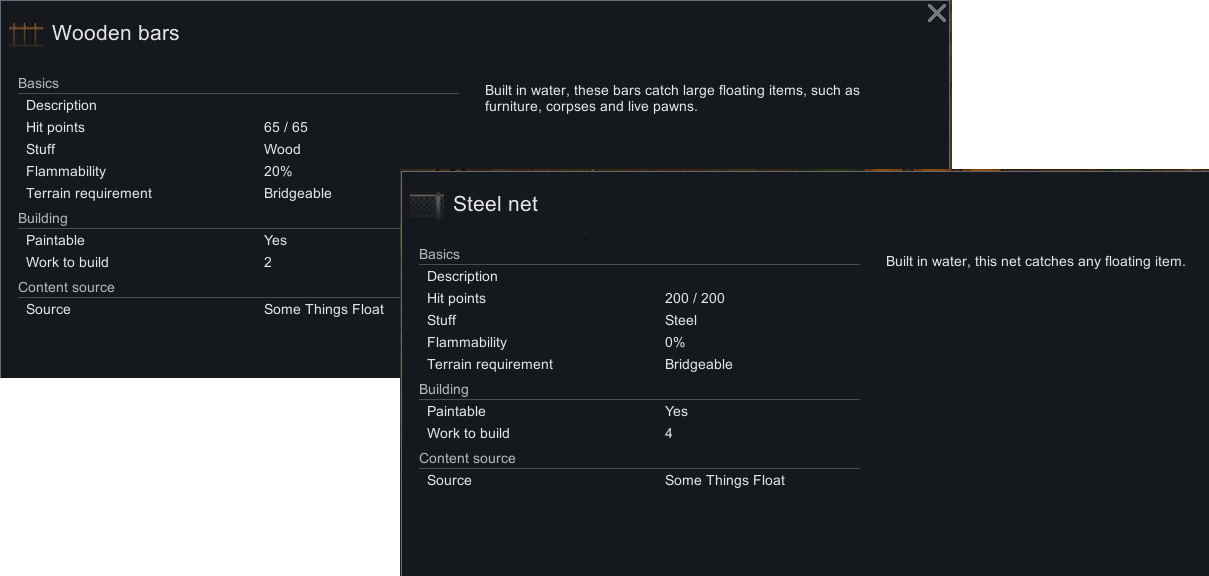 Wooden bars
Basics
Description
Built in water, these bars catch large floating items, such as
furniture, corpses and live pawns.
Hit points 65 / 65
Stuff Wood
Flammability 20%
Terrain requirement Bridgeable
Building
Paintable Yes
Work to build 2
Content source
Source Some Things Float
Steel net
Basics
Description
Built in water, this net catches any floating item.
Hit points 200 / 200
Stuff Steel
Flammability 0%
Terrain requirement Bridgeable
Building
Paintable Yes
Work to build 4
Content source
Source Some Things Float